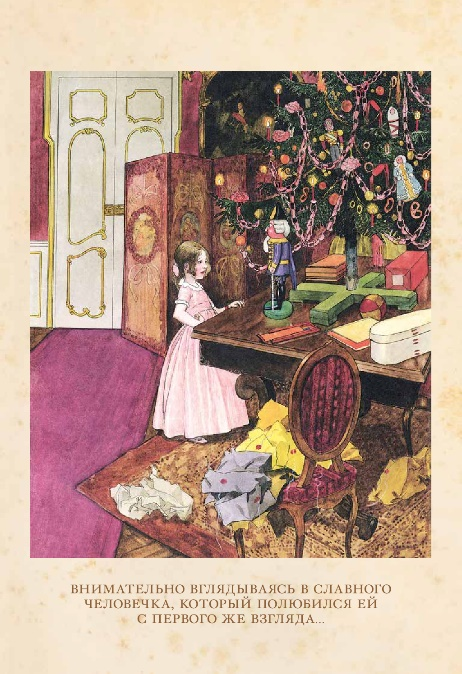 ВНИМАТЕЛЬНО ВГЛЯДЫВАЯСЬ В СЛАВНОГО
ЧЕЛОВЕЧКА, КОТОРЫЙ ПОЛЮБИЛСЯ ЕЙ
С ПЕРВОГО ЖЕ ВЗГЛЯДА...